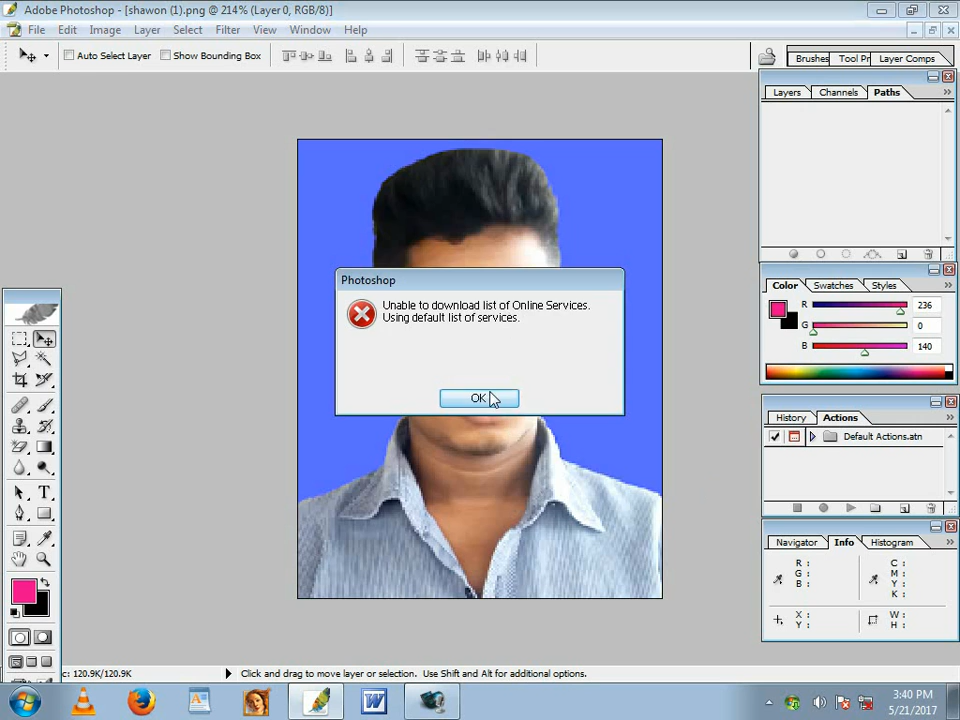 Adobe Photoshop - [shawon (1).png @ 214% (Layer 0, RGB/8)]
File Edit Image Layer Select Filter View Window Help
Auto Select Layer Show Bounding Box
Brushes Tool Pr Layer Comps
Layers Channels Paths
Photoshop
Unable to download list of Online Services.
Using default list of services.
OK
Color Swatches Styles
R 236
G 0
B 140
History Actions
Default Actions.atn
Navigator Info Histogram
R : C :
G : M :
B : Y :
K :
X : W :
Y : H :
c: 120.9K/120.9K Click and drag to move layer or selection. Use Shift and Alt for additional options.
3:40 PM
5/21/2017